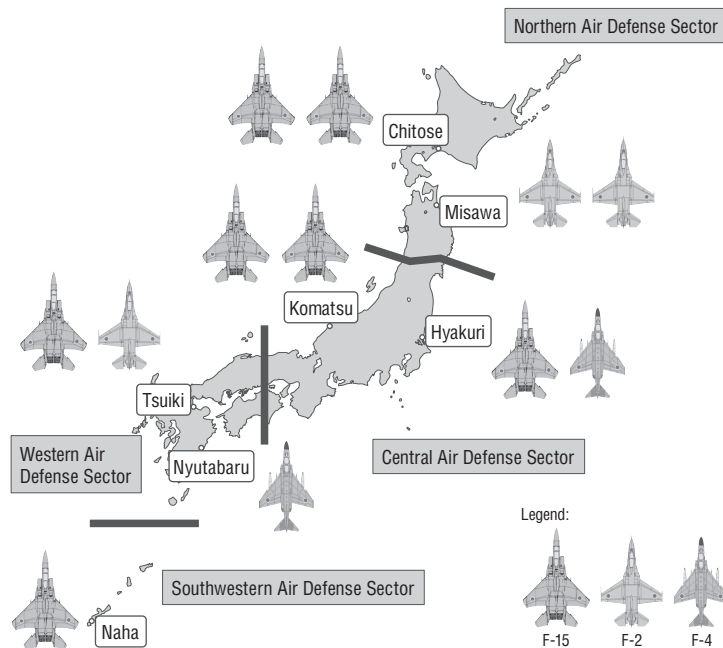 Northern Air Defense Sector
Chitose
Misawa
Komatsu
Hyakuri
Tsuiki
Western Air
Defense Sector
Nyutabaru
Central Air Defense Sector
Legend:
Southwestern Air Defense Sector
Naha
F-15
F-2
F-4